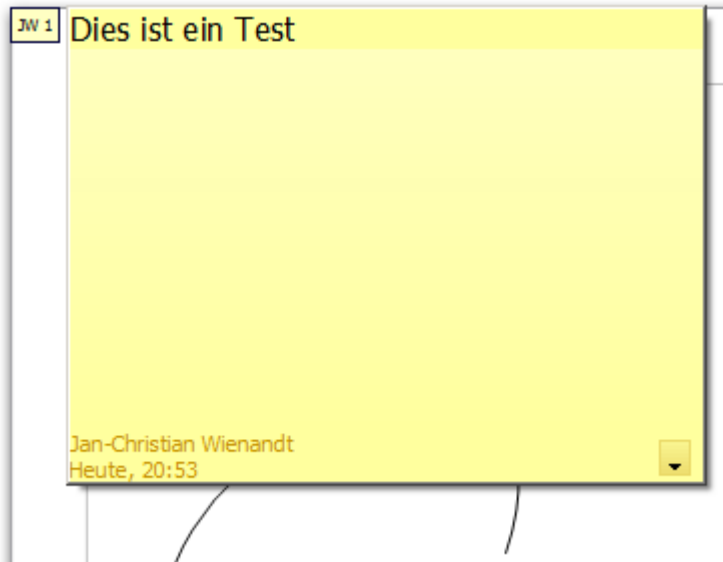 JW 1
Dies ist ein Test
Jan-Christian Wienandt
Heute, 20:53